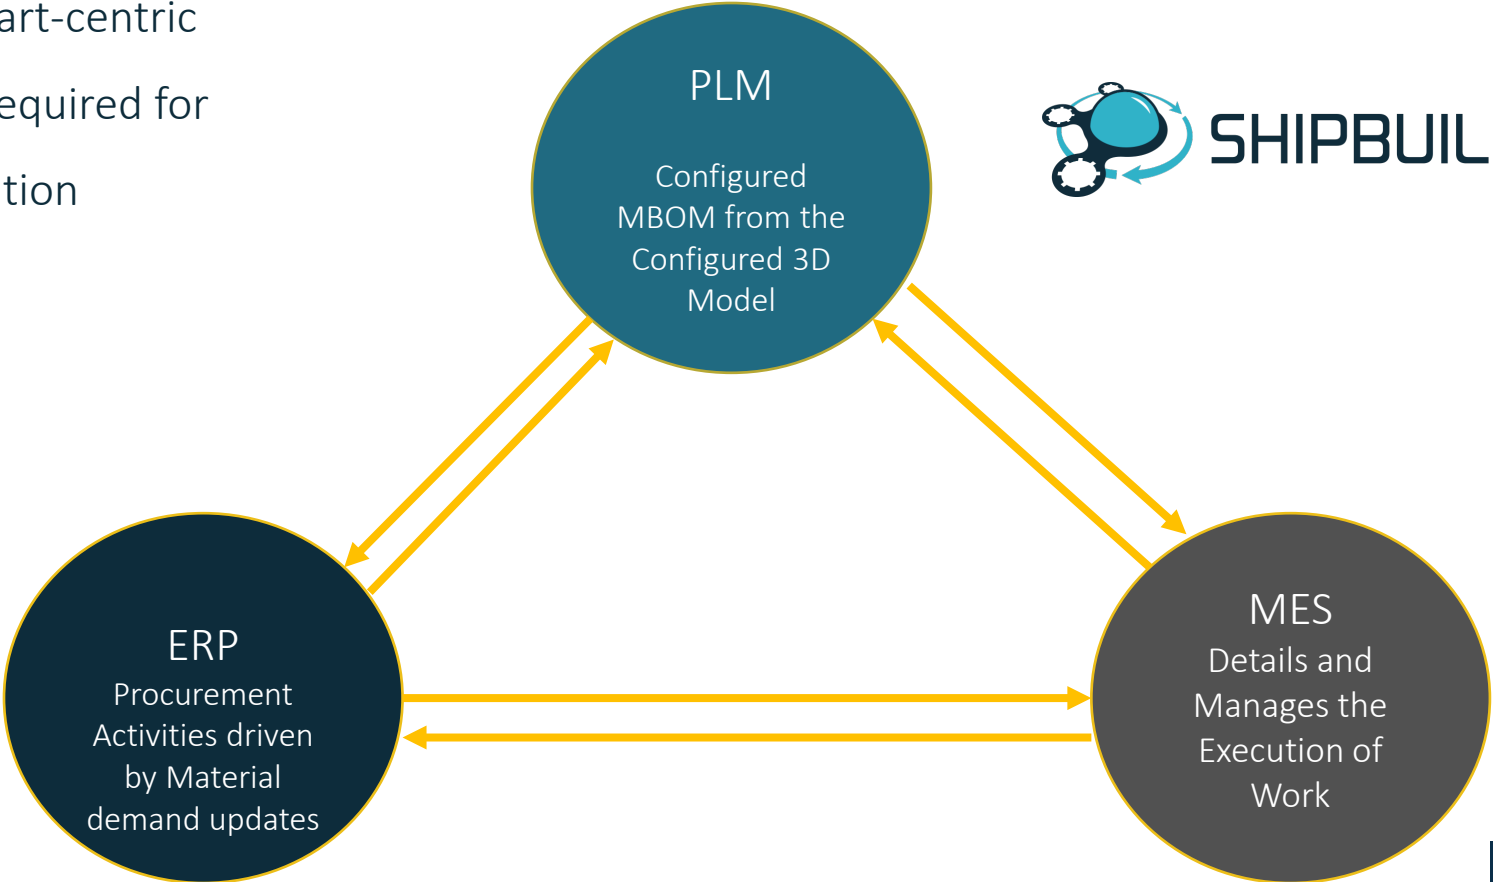 art-centric
equired for
tion
PLM
Configured
MBOM from the
Configured 3D
Model
SHIPBUIL
ERP
Procurement
Activities driven
by Material
demand updates
MES
Details and
Manages the
Execution of
Work